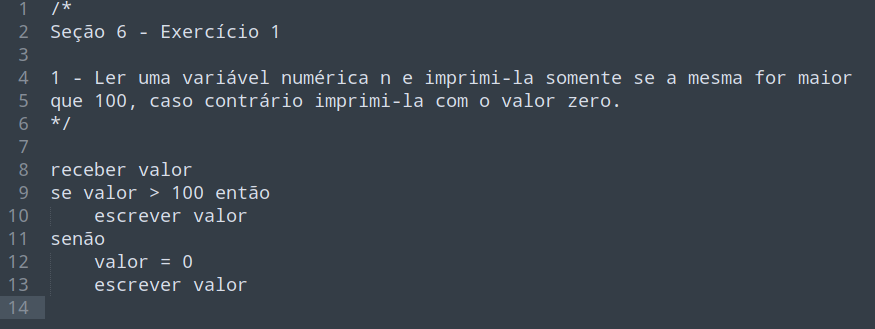 1 /*
2 Seção 6 - Exercício 1
3
4 1 - Ler uma variável numérica n e imprimi-la somente se a mesma for maior
5 que 100, caso contrário imprimi-la com o valor zero.
6 */
7
8 receber valor
9 se valor > 100 então
10     escrever valor
11 senão
12     valor = 0
13     escrever valor
14